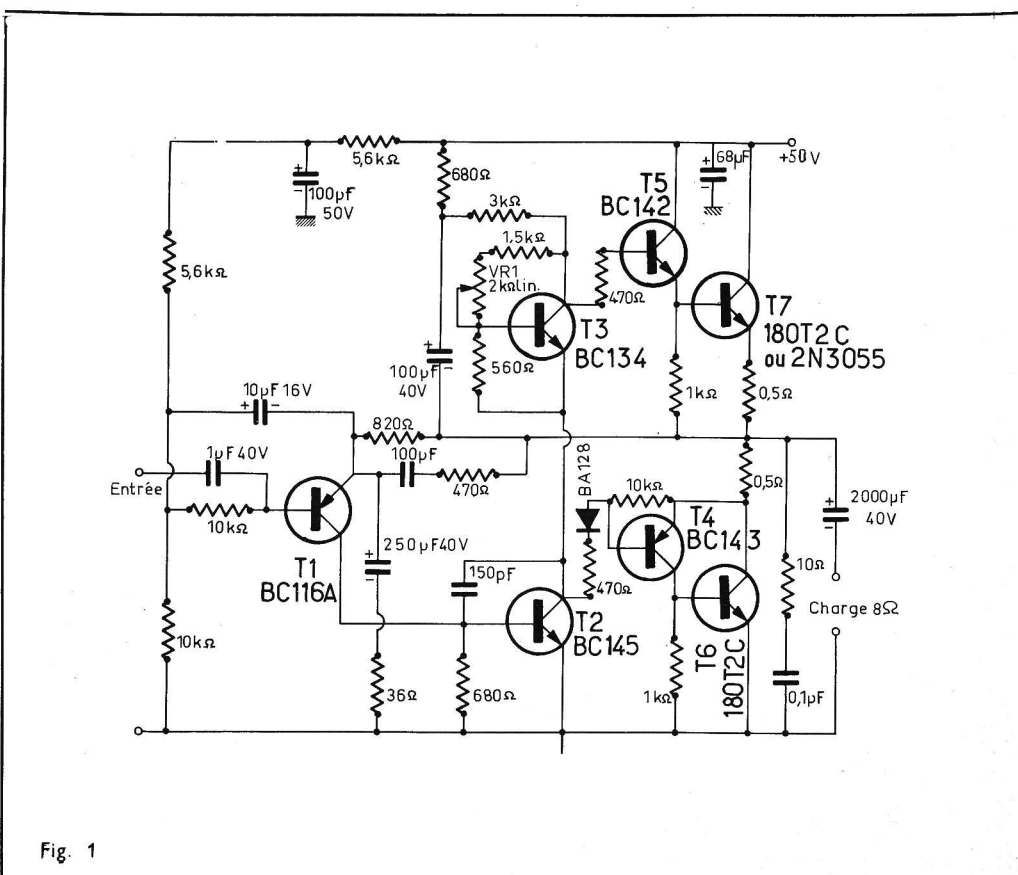 5,6kΩ
100µF
50V
680Ω
3kΩ
1,5kΩ
VR1
2kΩlin.
68µF
+50V
T5
BC142
470Ω
T7
180T2C
ou 2N3055
T3
BC134
560Ω
100µF
40V
5,6kΩ
10µF 16V
820Ω
100pF
470Ω
1kΩ
0,5Ω
1µF 40V
Entrée
10kΩ
T1
BC116A
250µF40V
150pF
BA128
10kΩ
T4
BC143
470Ω
0,5Ω
2000µF
40V
10Ω
Charge 8Ω
T2
BC145
T6
180T2C
10kΩ
36Ω
680Ω
1kΩ
0,1µF
Fig. 1